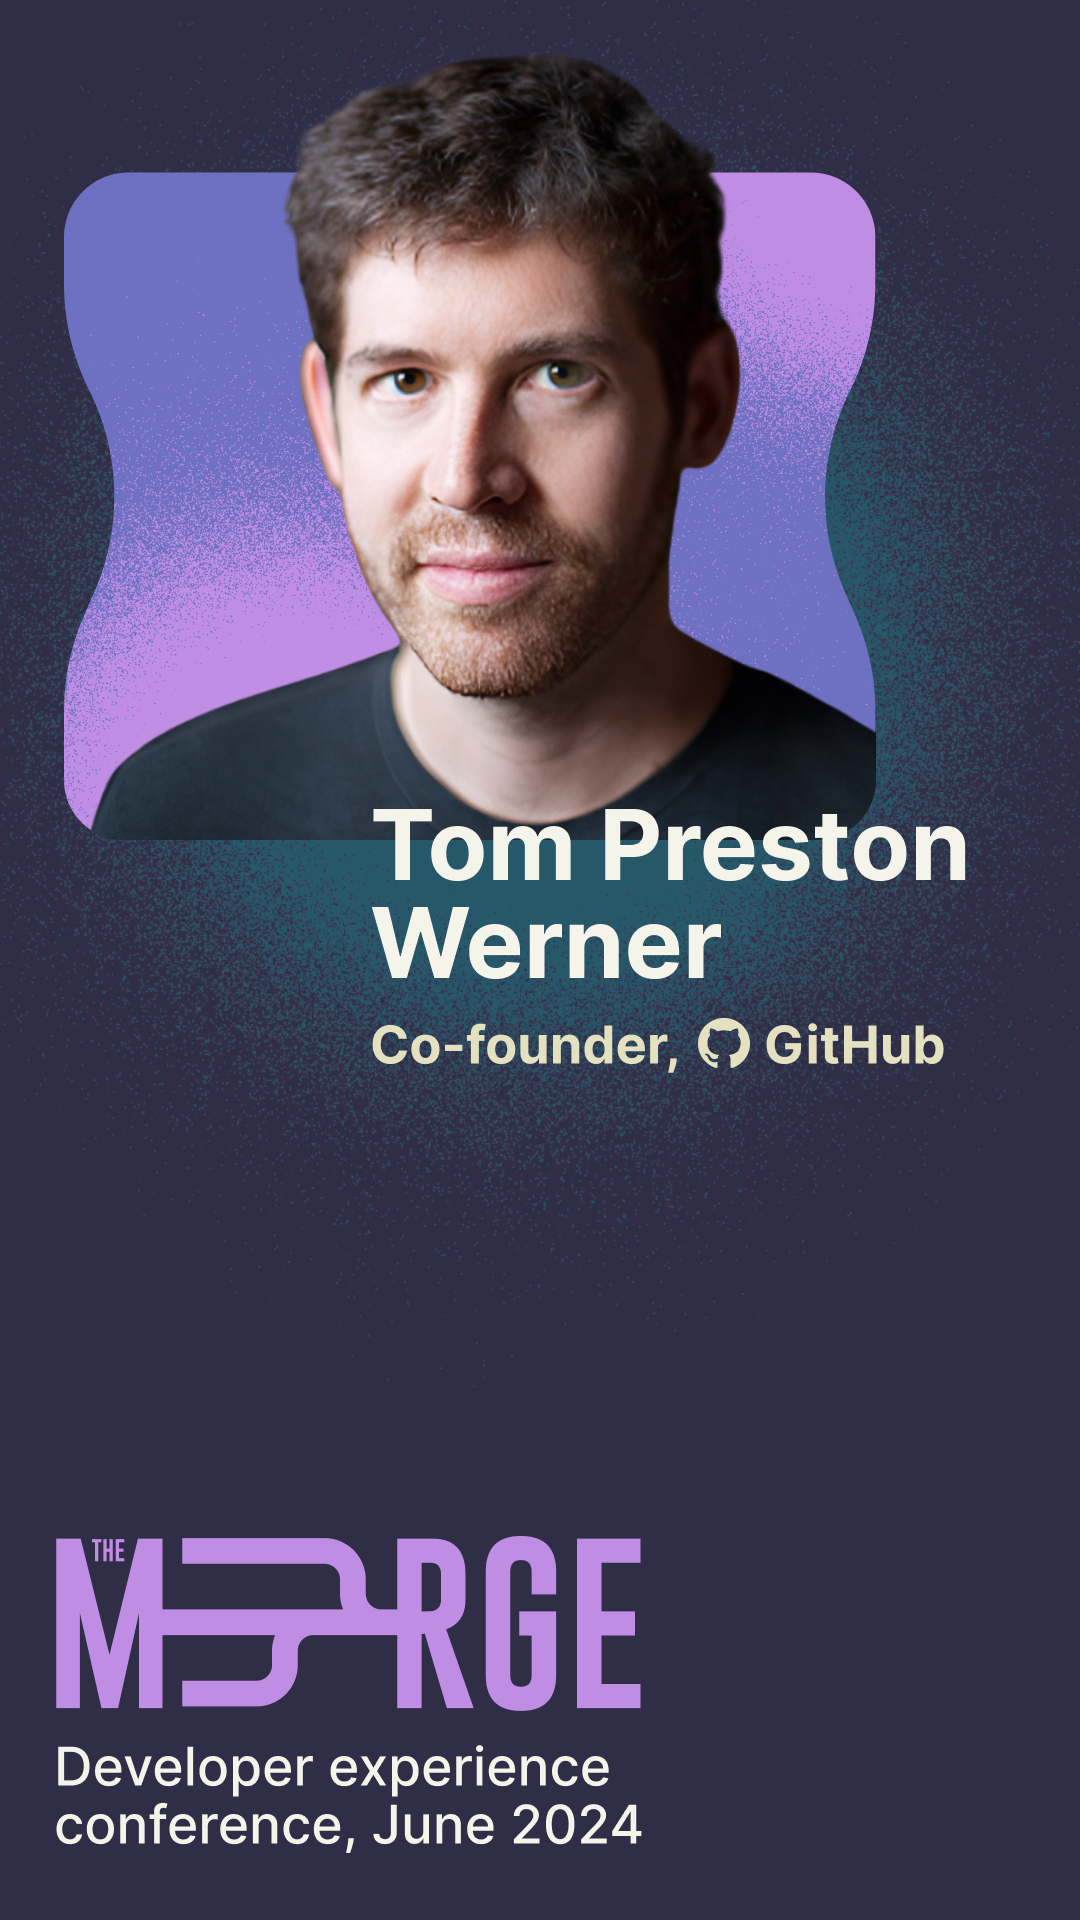 Tom Preston
Werner
Co-founder, GitHub
THE
MERGE
Developer experience
conference, June 2024